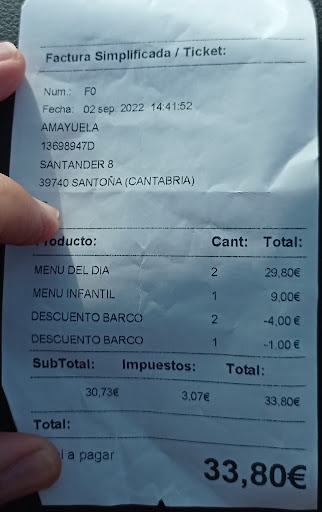 Factura Simplificada / Ticket:
Num.: F0
Fecha: 02 sep. 2022 14:41:52
AMAYUELA
13698947D
SANTANDER 8
39740 SANTOÑA (CANTABRIA)
Producto: Cant: Total:
MENU DEL DIA 2 29,80€
MENU INFANTIL 1 9,00€
DESCUENTO BARCO 2 -4,00 €
DESCUENTO BARCO 1 -1,00 €
SubTotal: Impuestos: Total:
30,73€ 3,07€ 33,80€
Total:
l a pagar 33,80€